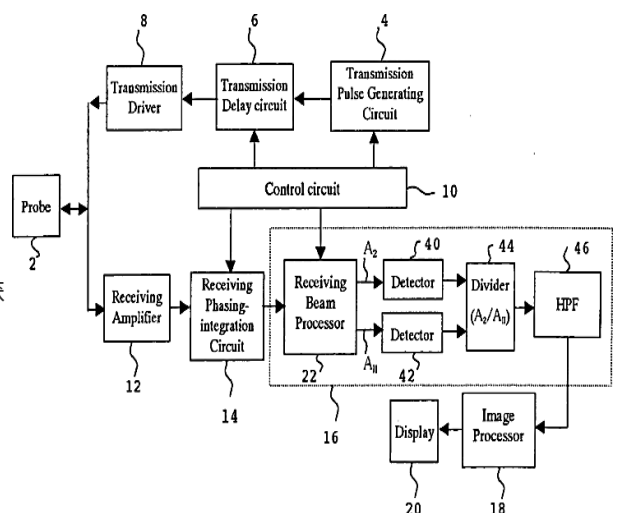 8
6
4
Transmission
Driver
Transmission
Delay circuit
Transmission
Pulse Generating
Circuit
Control circuit
10
Probe
2
A2
40
44
46
Receiving
Amplifier
Receiving
Phasing-
integration
Circuit
Receiving
Beam
Processor
Detector
Divider
(A2/A11)
HPF
Detector
A11
12
14
22
42
16
Display
Image
Processor
20
18